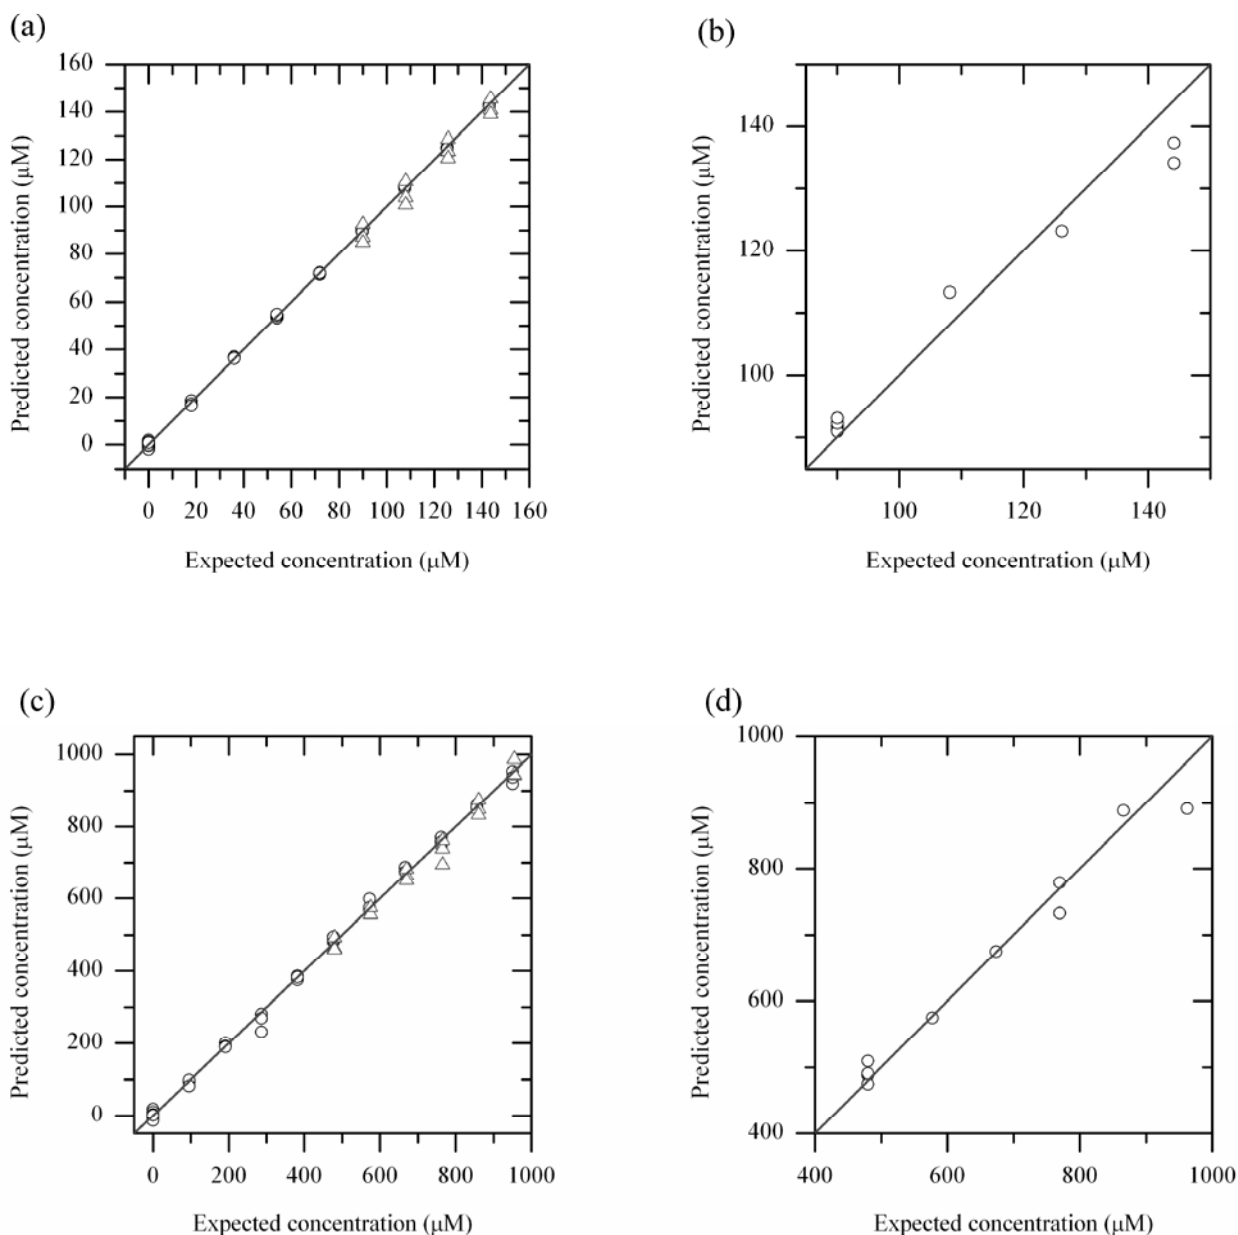 (a)
160
140
120
100
80
60
40
20
0
Predicted concentration (μM)
0 20 40 60 80 100 120 140 160
Expected concentration (μM)
(b)
140
120
100
Predicted concentration (μM)
100 120 140
Expected concentration (μM)
(c)
1000
800
600
400
200
0
Predicted concentration (μM)
0 200 400 600 800 1000
Expected concentration (μM)
(d)
1000
800
600
400
Predicted concentration (μM)
400 600 800 1000
Expected concentration (μM)